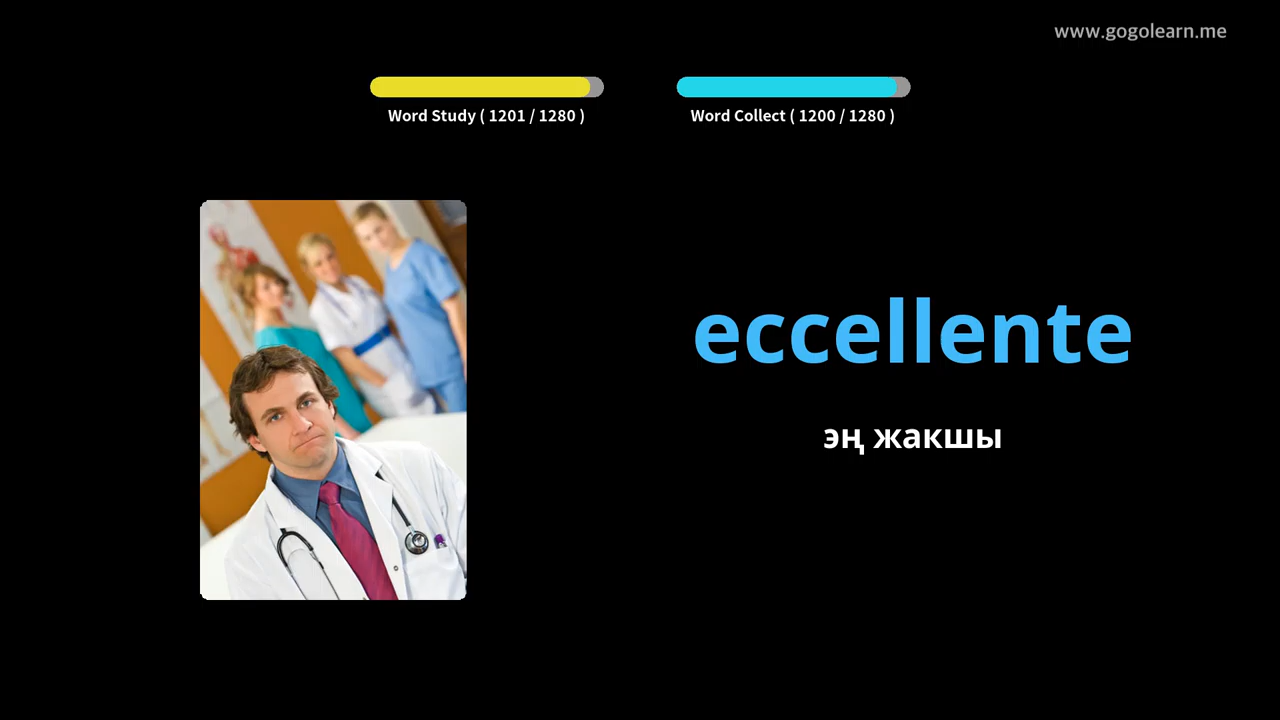 www.gogolearn.me
Word Study ( 1201 / 1280 )
Word Collect ( 1200 / 1280 )
eccellente
эң жакшы